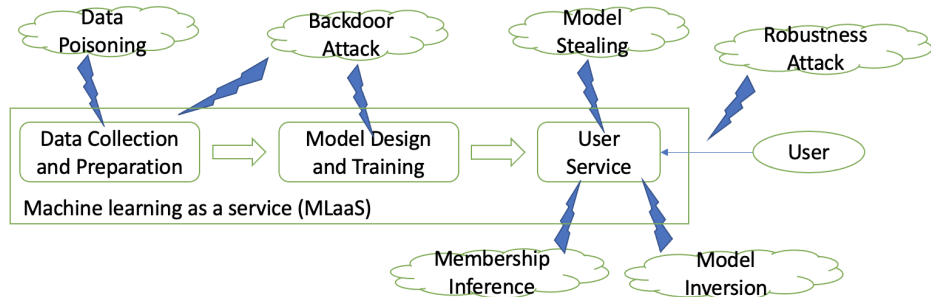 Data
Poisoning
Backdoor
Attack
Model
Stealing
Robustness
Attack
Data Collection
and Preparation
Model Design
and Training
User
Service
User
Machine learning as a service (MLaaS)
Membership
Inference
Model
Inversion